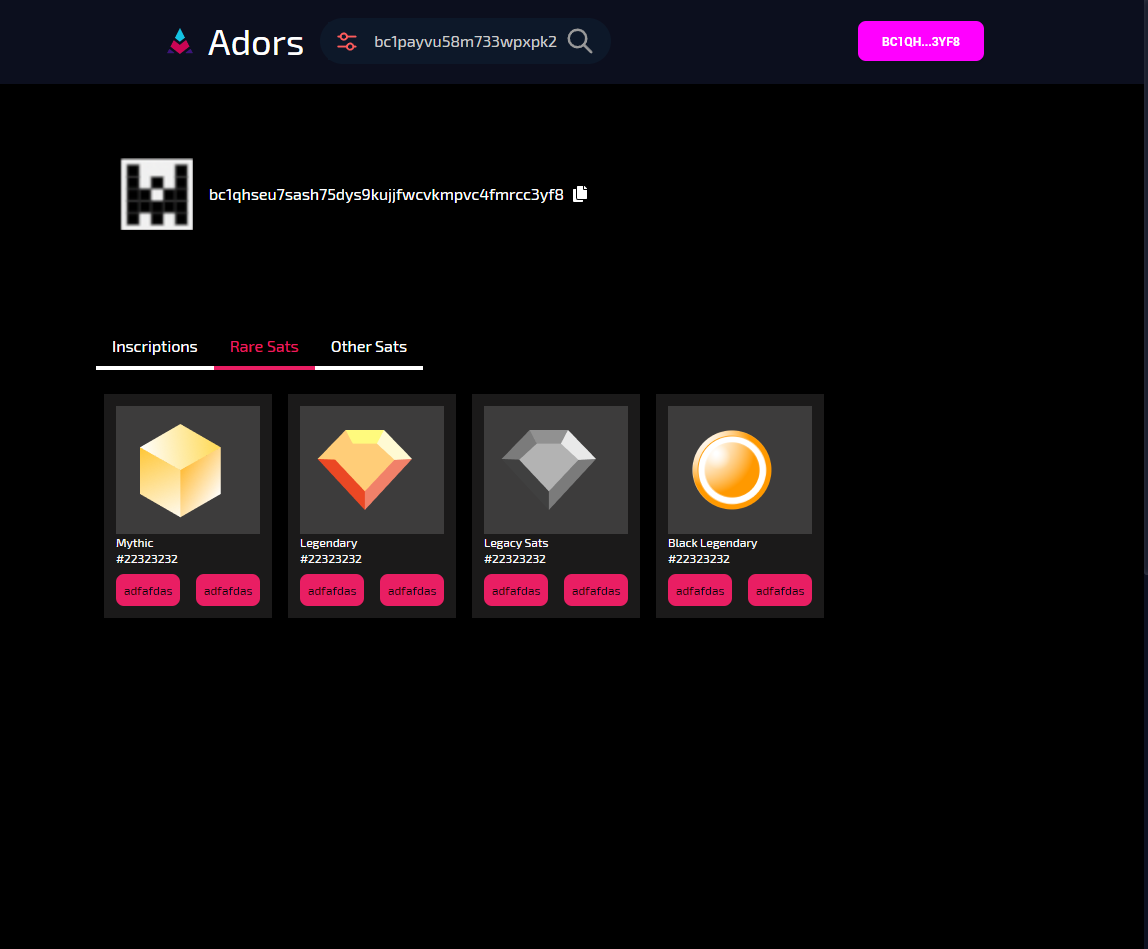 Adors
bc1payvu58m733wpxpk2
BC1QH...3YF8
bc1qhseu7sash75dys9kujjfwcvkmpvc4fmrcc3yf8
Inscriptions Rare Sats Other Sats
Mythic
#22323232
adfafdas adfafdas
Legendary
#22323232
adfafdas adfafdas
Legacy Sats
#22323232
adfafdas adfafdas
Black Legendary
#22323232
adfafdas adfafdas